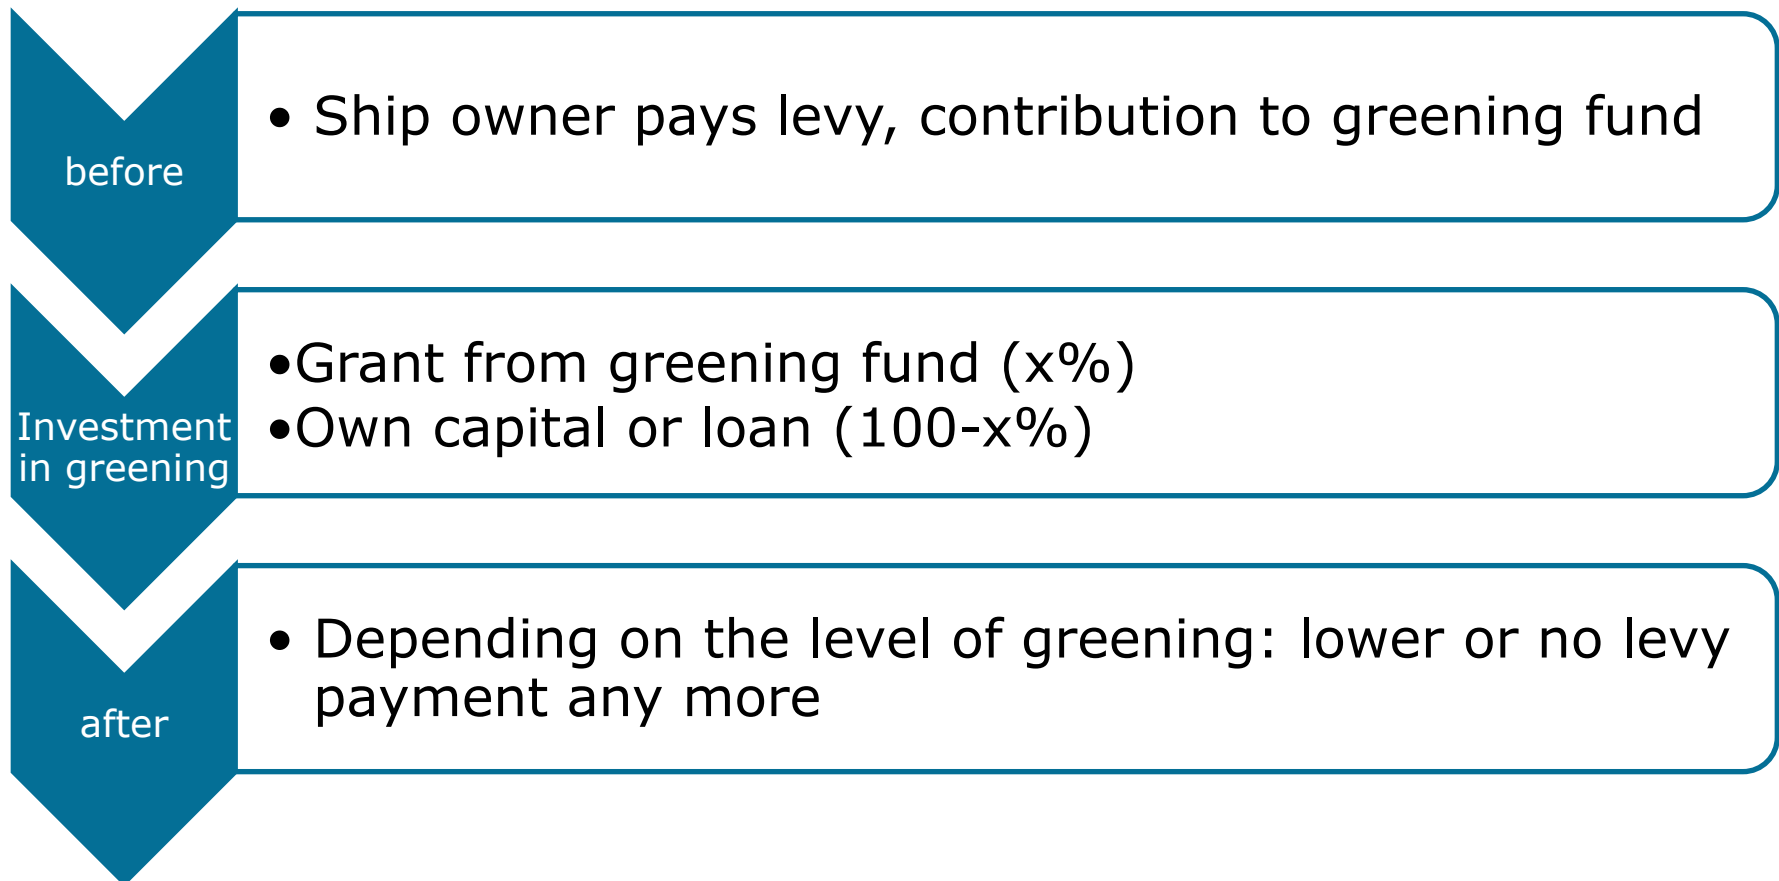 before
• Ship owner pays levy, contribution to greening fund
Investment
in greening
•Grant from greening fund (x%)
•Own capital or loan (100-x%)
after
• Depending on the level of greening: lower or no levy
payment any more